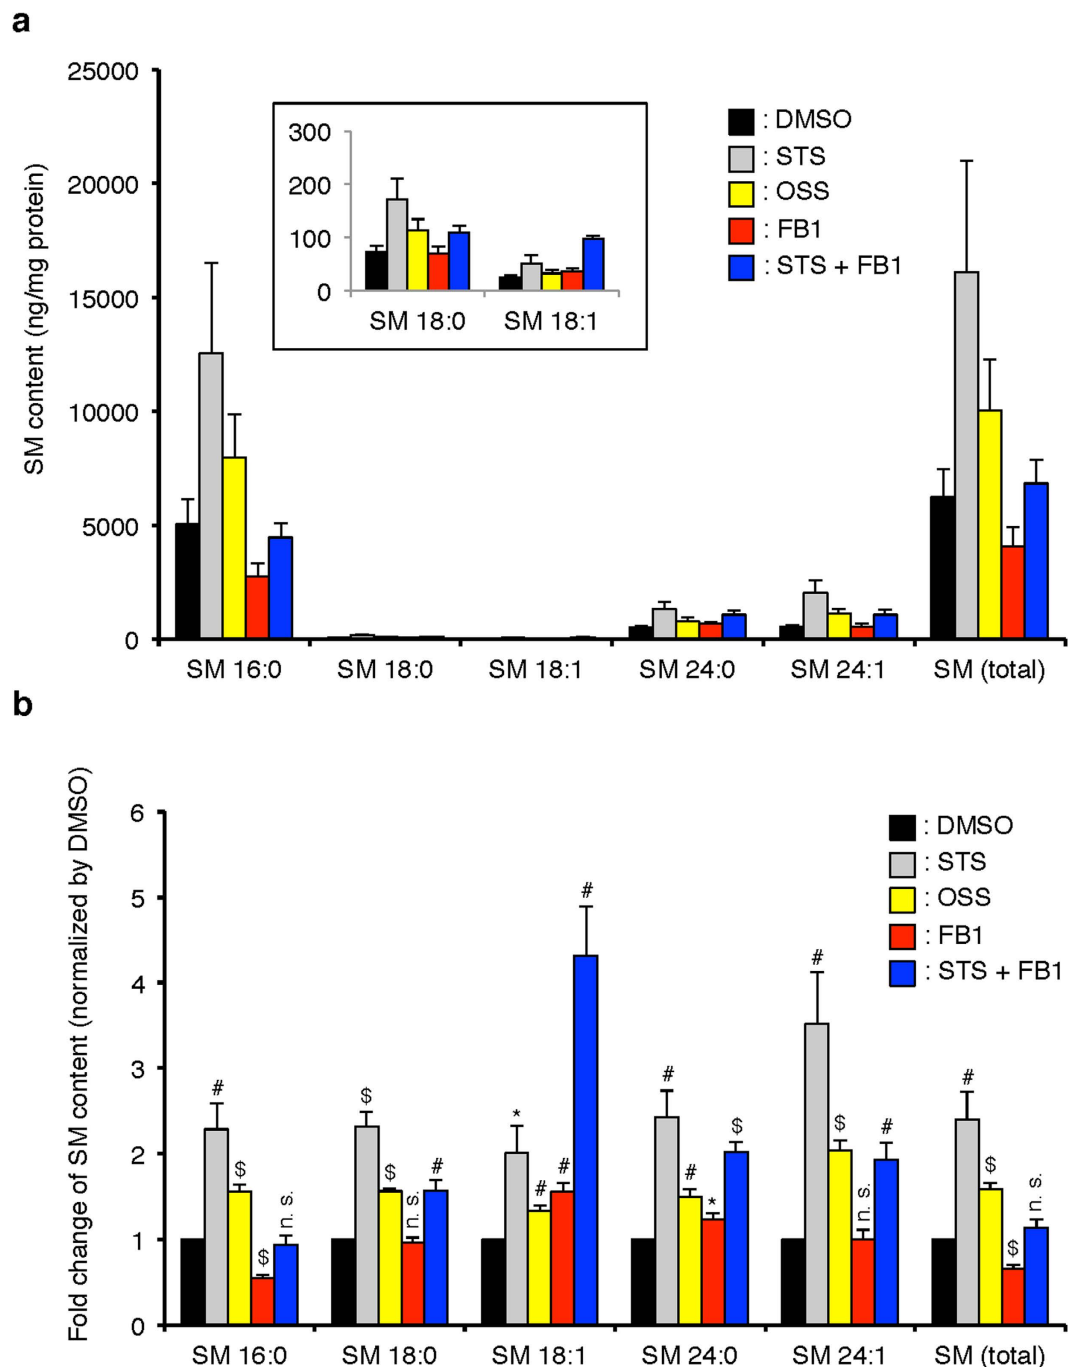 a
25000
20000
15000
10000
5000
0
SM content (ng/mg protein)
300
200
100
0
SM 18:0 SM 18:1
: DMSO
: STS
: OSS
: FB1
: STS + FB1
SM 16:0 SM 18:0 SM 18:1 SM 24:0 SM 24:1 SM (total)
b
6
5
4
3
2
1
0
Fold change of SM content (normalized by DMSO)
: DMSO
: STS
: OSS
: FB1
: STS + FB1
# $ $ n. s.
$ $ n. s. #
* # # #
# # * $
# $ n. s. #
# $ $ n. s.
SM 16:0 SM 18:0 SM 18:1 SM 24:0 SM 24:1 SM (total)